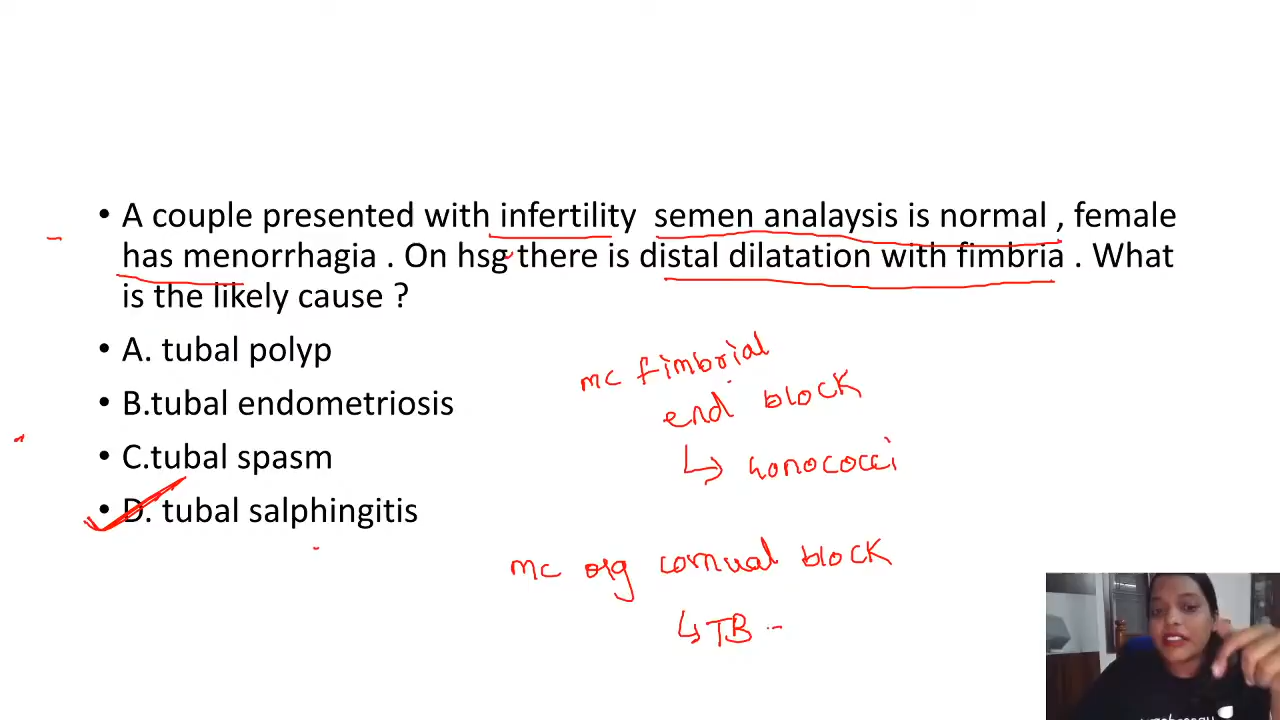 • A couple presented with infertility semen analaysis is normal , female
has menorrhagia . On hsg there is distal dilatation with fimbria . What
is the likely cause ?
• A. tubal polyp
• B.tubal endometriosis
• C.tubal spasm
• D. tubal salphingitis
mc fimbrial
end block
↳ gonococci
mc org cornual block
↳ TB